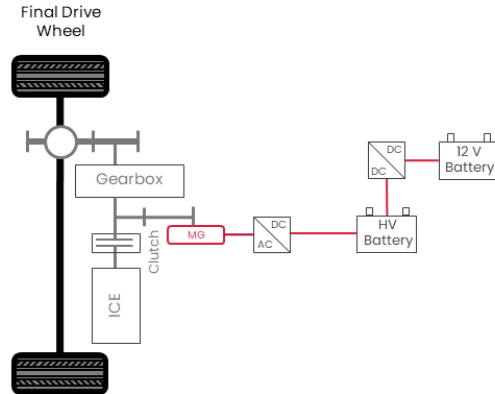 Final Drive
Wheel
Gearbox
Clutch
ICE
MG
DC
AC
DC
DC
HV
Battery
12 V
Battery